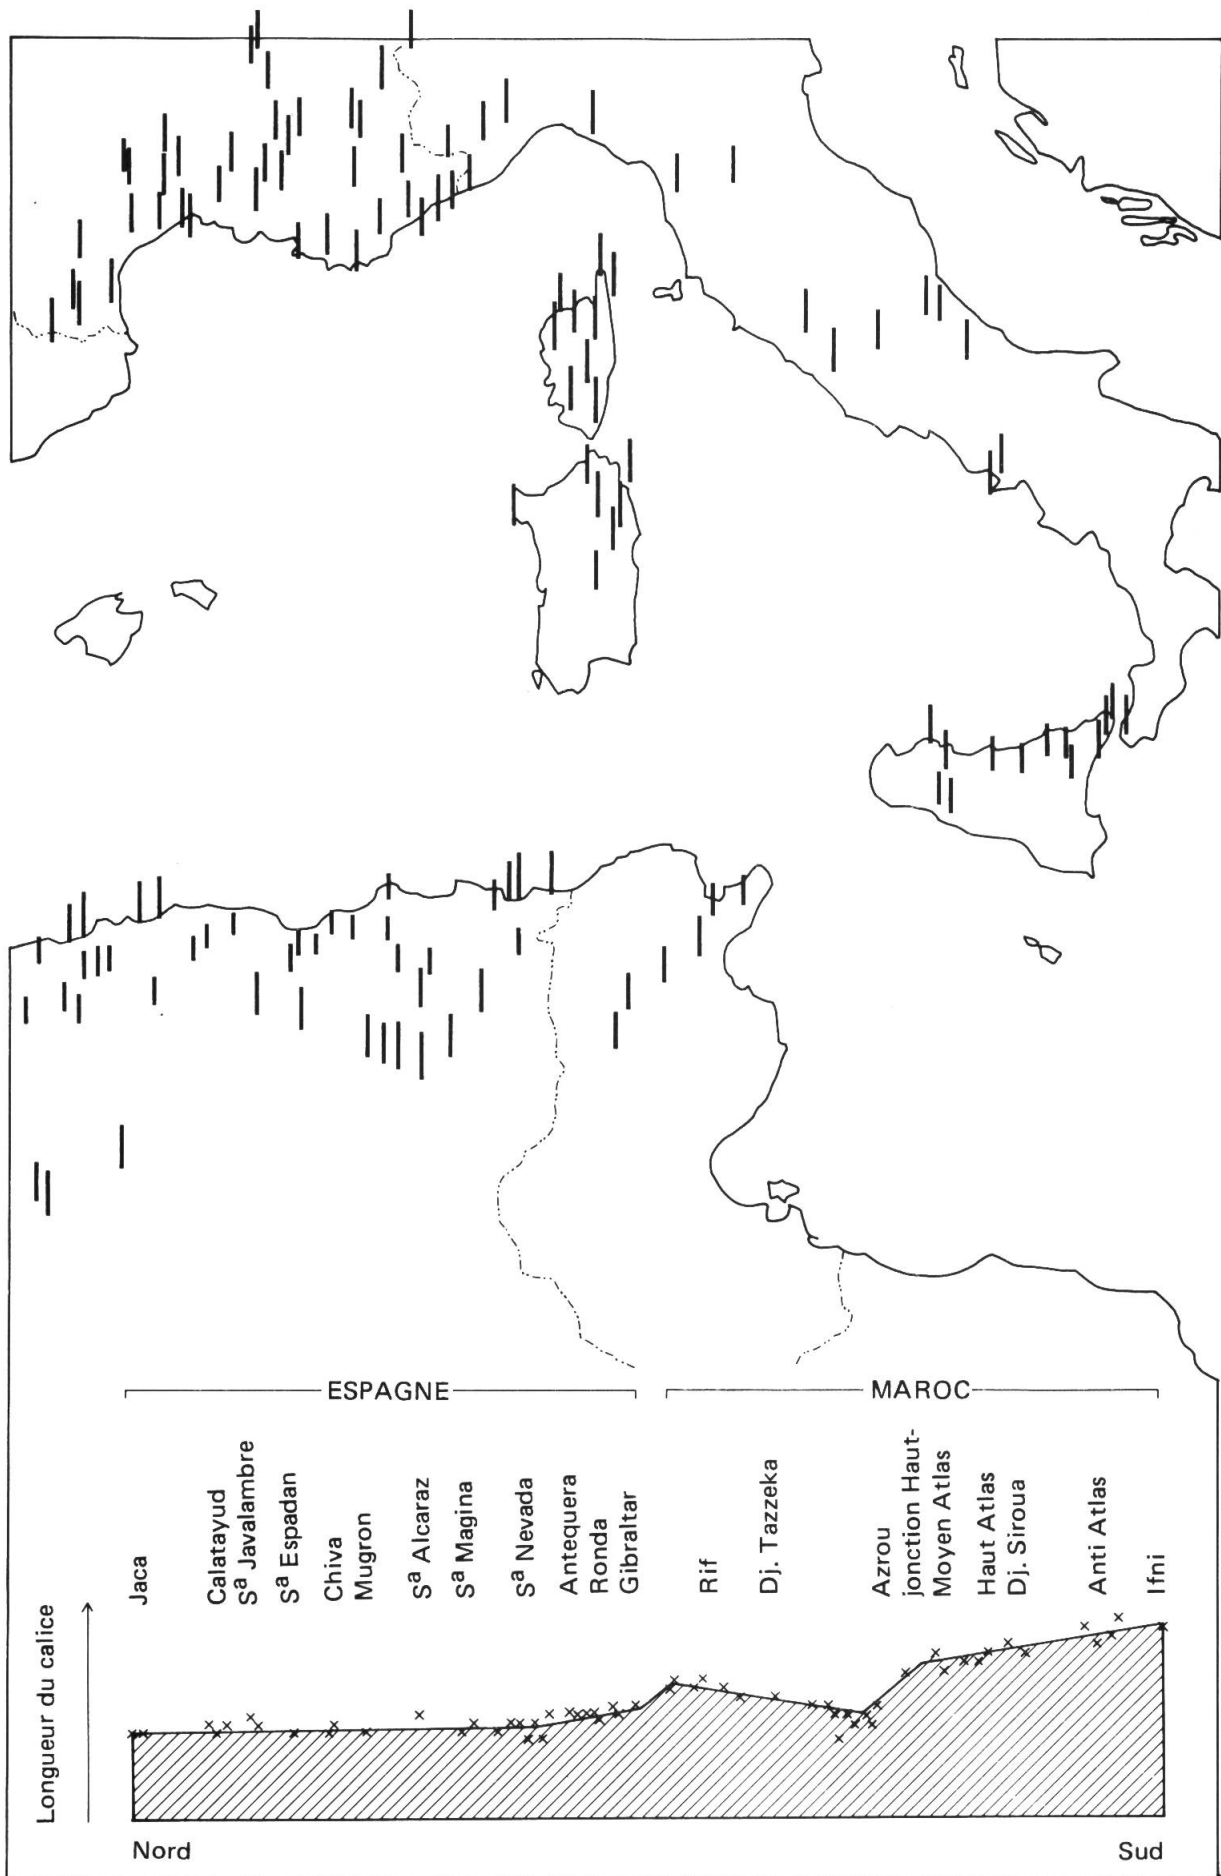 ESPAGNE
MAROC
Jaca
Calatayud
Sª Javalambre
Sª Espadan
Chiva
Mugron
Sª Alcaraz
Sª Magina
Sª Nevada
Antequera
Ronda
Gibraltar
Rif
Dj. Tazzeka
Azrou
jonction Haut-
Moyen Atlas
Haut Atlas
Dj. Siroua
Anti Atlas
Ifni
Longueur du calice
Nord
Sud